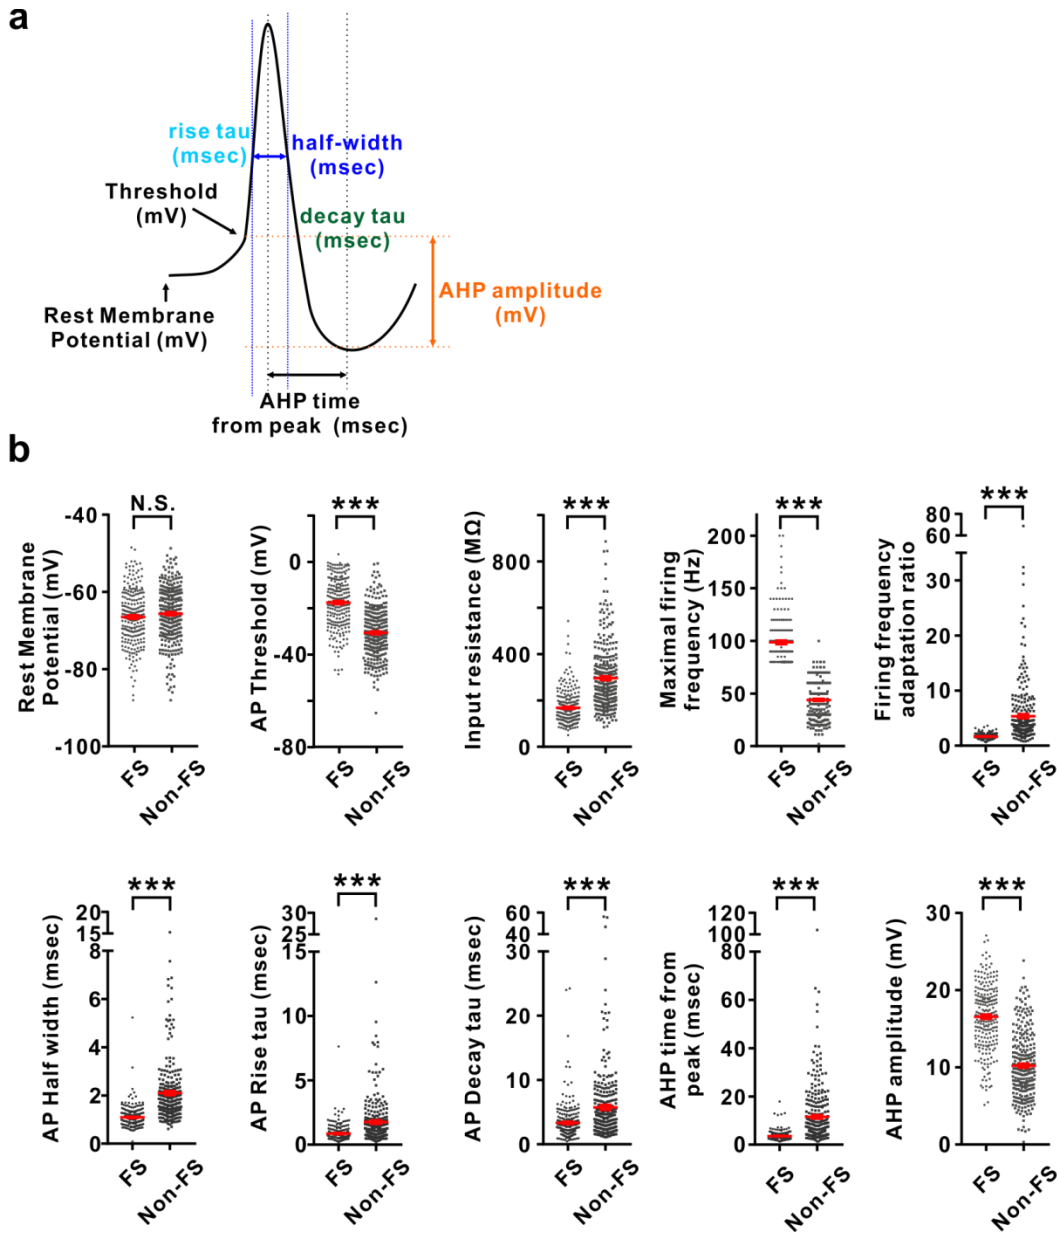 a
rise tau
(msec)
half-width
(msec)
Threshold
(mV)
decay tau
(msec)
AHP amplitude
(mV)
Rest Membrane
Potential (mV)
AHP time
from peak (msec)
b
N.S.
Rest Membrane
Potential (mV)
-40
-60
-80
-100
FS
Non-FS
***
AP Threshold (mV)
0
-20
-40
-80
FS
Non-FS
***
Input resistance (MΩ)
800
400
200
0
FS
Non-FS
***
Maximal firing
frequency (Hz)
200
150
100
50
0
FS
Non-FS
***
Firing frequency
adaptation ratio
80
60
30
20
10
0
FS
Non-FS
***
AP Half width (msec)
20
15
8
6
4
2
0
FS
Non-FS
***
AP Rise tau (msec)
30
25
15
10
5
0
FS
Non-FS
***
AP Decay tau (msec)
60
40
30
20
10
0
FS
Non-FS
***
AHP time from
peak (msec)
120
100
80
60
40
20
0
FS
Non-FS
***
AHP amplitude (mV)
30
20
10
0
FS
Non-FS